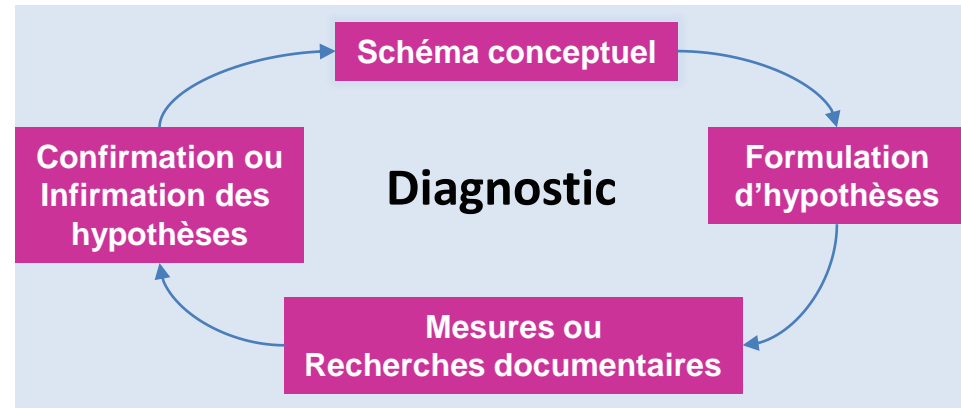 Schéma conceptuel
Formulation
d’hypothèses
Mesures ou
Recherches documentaires
Confirmation ou
Infirmation des
hypothèses
Diagnostic